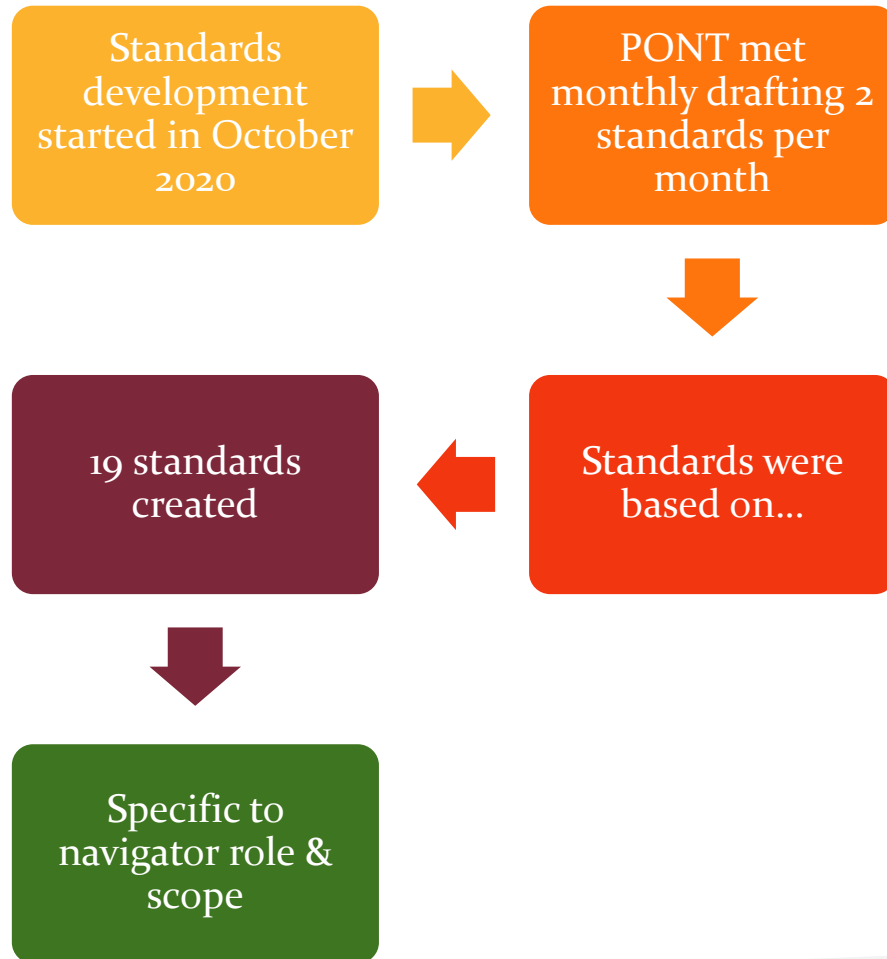 Standards
development
started in October
2020
PONT met
monthly drafting 2
standards per
month
Standards were
based on…
19 standards
created
Specific to
navigator role &
scope